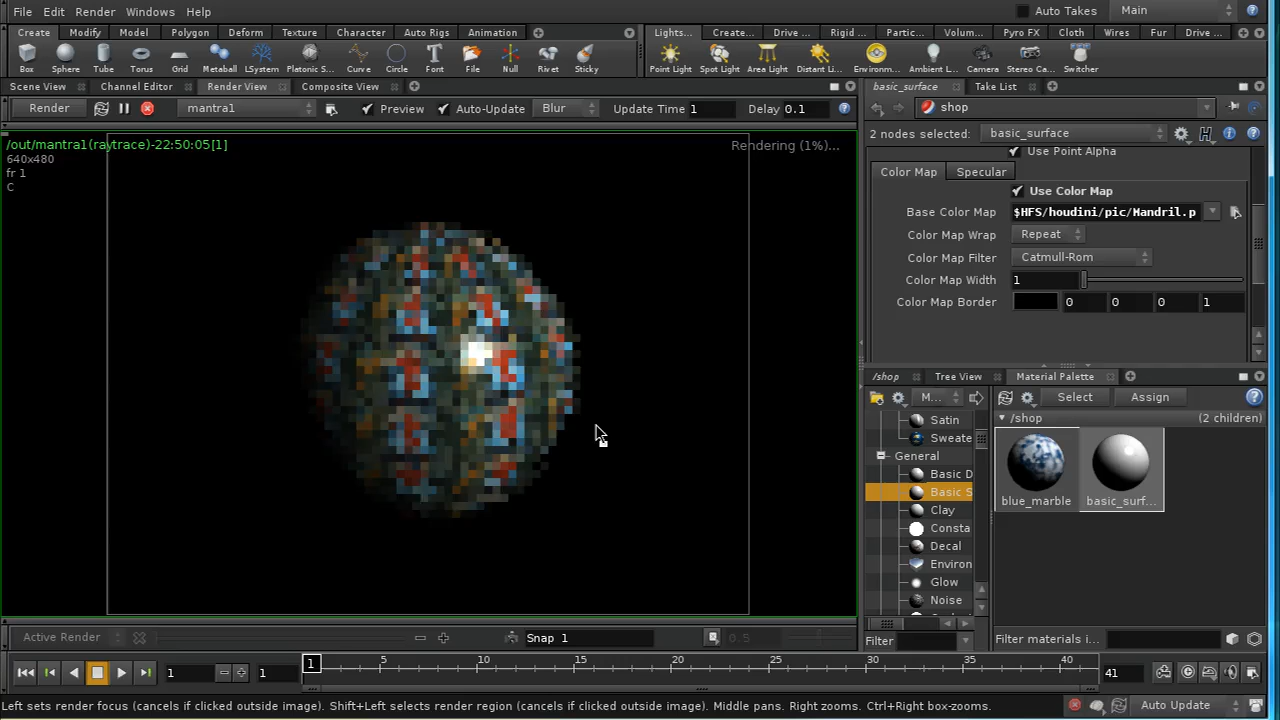 File Edit Render Windows Help Auto Takes Main
Create Modify Model Polygon Deform Texture Character Auto Rigs Animation Lights... Create... Drive ... Rigid ... Partic... Volum... Pyro FX Cloth Wires Fur Drive ...
Box Sphere Tube Torus Grid Metaball LSystem Platonic S... Curve Circle Font File Null Rivet Sticky Point Light Spot Light Area Light Distant L... Environm... Ambient L... Camera Stereo Ca... Switcher
Scene View Channel Editor Render View Composite View basic_surface Take List
Render mantra1 Preview Auto-Update Blur Update Time 1 Delay 0.1 shop
2 nodes selected: basic_surface
/out/mantra1(raytrace)-22:50:05[1] Rendering (1%)...
640x480
fr 1
C
Use Point Alpha
Color Map Specular
Use Color Map
Base Color Map $HFS/houdini/pic/Mandril.p
Color Map Wrap Repeat
Color Map Filter Catmull-Rom
Color Map Width 1
Color Map Border 0 0 0 1
/shop Tree View Material Palette
M... Select Assign
/shop (2 children)
Satin
Sweate
General
Basic D
Basic S
Clay
Consta
Decal
Environ
Glow
Noise
blue_marble basic_surf...
Filter Filter materials i...
Active Render Snap 1 0.5
1 1 1 5 10 15 20 25 30 35 40 41
Left sets render focus (cancels if clicked outside image). Shift+Left selects render region (cancels if clicked outside image). Middle pans. Right zooms. Ctrl+Right box-zooms. Auto Update